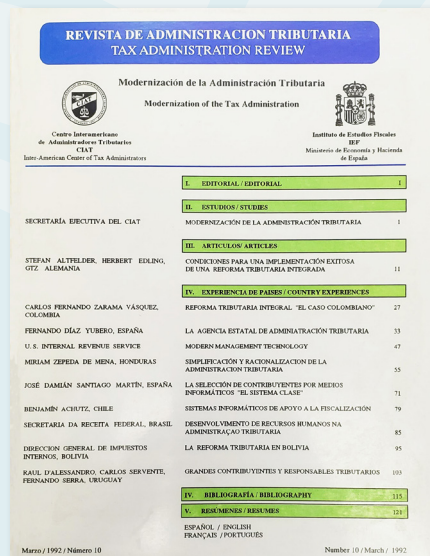 REVISTA DE ADMINISTRACION TRIBUTARIA
TAX ADMINISTRATION REVIEW
Modernización de la Administración Tributaria
Modernization of the Tax Administration
CIAT
Centro Interamericano
de Administradores Tributarios
CIAT
Inter-American Center of Tax Administrators
Instituto de Estudios Fiscales
IEF
Ministerio de Economía y Hacienda
de España
I. EDITORIAL / EDITORIAL 1
II. ESTUDIOS / STUDIES
SECRETARÍA EJECUTIVA DEL CIAT MODERNIZACIÓN DE LA ADMINISTRACIÓN TRIBUTARIA 1
III. ARTICULOS/ ARTICLES
STEFAN ALTFELDER, HERBERT EDLING, CONDICIONES PARA UNA IMPLEMENTACIÓN EXITOSA
GTZ ALEMANIA DE UNA REFORMA TRIBUTARIA INTEGRADA 11
IV. EXPERIENCIA DE PAISES / COUNTRY EXPERIENCES
CARLOS FERNANDO ZARAMA VÁSQUEZ, REFORMA TRIBUTARIA INTEGRAL "EL CASO COLOMBIANO" 27
COLOMBIA
FERNANDO DÍAZ YUBERO, ESPAÑA LA AGENCIA ESTATAL DE ADMINIATRACIÓN TRIBUTARIA 33
U. S. INTERNAL REVENUE SERVICE MODERN MANAGEMENT TECHNOLOGY 47
MIRIAM ZEPEDA DE MENA, HONDURAS SIMPLIFICACIÓN Y RACIONALIZACION DE LA
ADMINISTRACION TRIBUTARIA 55
JOSÉ DAMIÁN SANTIAGO MARTÍN, ESPAÑA LA SELECCIÓN DE CONTRIBUYENTES POR MEDIOS
INFORMÁTICOS "EL SISTEMA CLASE" 71
BENJAMÍN ACHUTZ, CHILE SISTEMAS INFORMÁTICOS DE APOYO A LA FISCALIZACIÓN 79
SECRETARIA DA RECEITA FEDERAL, BRASIL DESENVOLVIMENTO DE RECURSOS HUMANOS NA
ADMINISTRAÇAO TRIBUTARIA 85
DIRECCION GENERAL DE IMPUESTOS LA REFORMA TRIBUTARIA EN BOLIVIA 95
INTERNOS, BOLIVIA
RAUL D'ALESSANDRO, CARLOS SERVENTE, GRANDES CONTRIBUYENTES Y RESPONSABLES TRIBUTARIOS 103
FERNANDO SERRA, URUGUAY
IV. BIBLIOGRAFÍA / BIBLIOGRAPHY 115
V. RESÚMENES / RESUMES 121
ESPAÑOL / ENGLISH
FRANÇAIS / PORTUGUÉS
Marzo / 1992 / Número 10 Number 10 / March / 1992